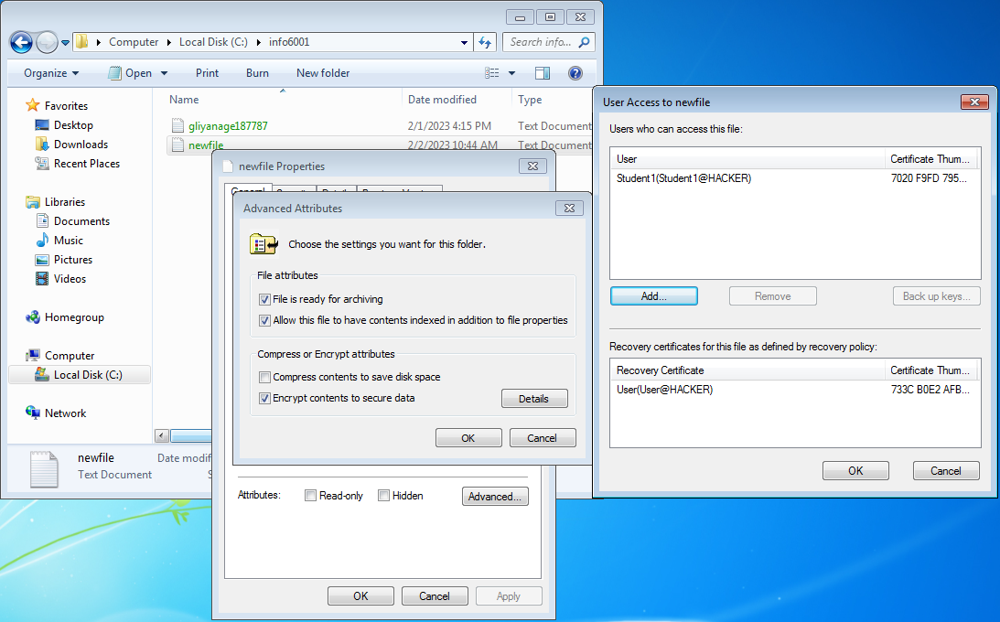 Computer Local Disk (C:) info6001
Search info...
Organize Open Print Burn New folder
Favorites
Desktop
Downloads
Recent Places
Libraries
Documents
Music
Pictures
Videos
Homegroup
Computer
Local Disk (C:)
Network
Name Date modified Type
gliyanage187787 2/1/2023 4:15 PM Text Document
newfile 2/2/2023 10:44 AM Text Document
newfile Date modif
Text Document S
newfile Properties
General
Attributes: Read-only Hidden Advanced...
OK Cancel Apply
Advanced Attributes
Choose the settings you want for this folder.
File attributes
File is ready for archiving
Allow this file to have contents indexed in addition to file properties
Compress or Encrypt attributes
Compress contents to save disk space
Encrypt contents to secure data Details
OK Cancel
User Access to newfile
Users who can access this file:
User Certificate Thum...
Student1(Student1@HACKER) 7020 F9FD 795...
Add... Remove Back up keys...
Recovery certificates for this file as defined by recovery policy:
Recovery Certificate Certificate Thum...
User(User@HACKER) 733C B0E2 AFB...
OK Cancel